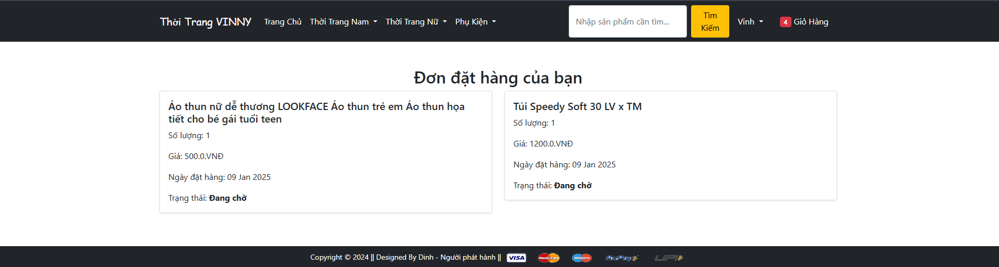 Thời Trang VINNY Trang Chủ Thời Trang Nam Thời Trang Nữ Phụ Kiện Nhập sản phẩm cần tìm... Tìm Kiếm Vinh 4 Giỏ Hàng
Đơn đặt hàng của bạn
Áo thun nữ dễ thương LOOKFACE Áo thun trẻ em Áo thun họa
tiết cho bé gái tuổi teen
Số lượng: 1
Giá: 500.0.VNĐ
Ngày đặt hàng: 09 Jan 2025
Trạng thái: Đang chờ
Túi Speedy Soft 30 LV x TM
Số lượng: 1
Giá: 1200.0.VNĐ
Ngày đặt hàng: 09 Jan 2025
Trạng thái: Đang chờ
Copyright © 2024 || Designed By Dinh - Người phát hành || VISA MasterCard Maestro RuPay UPI